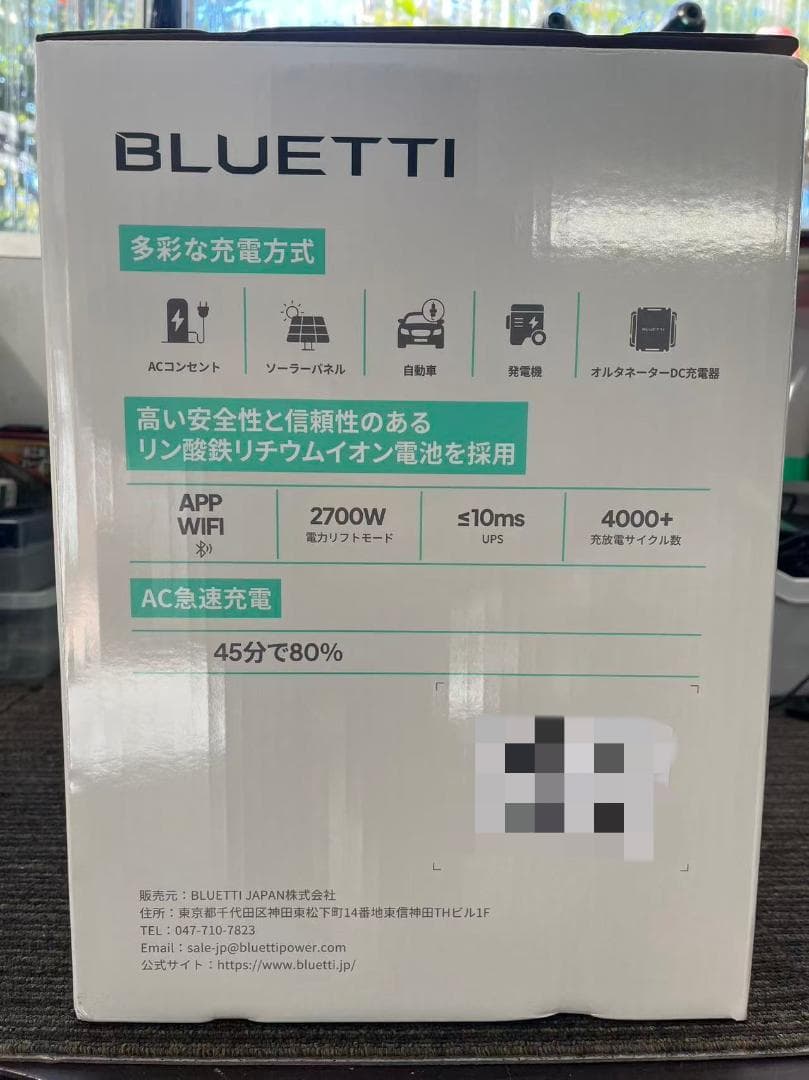 BLUETTI
多彩な充電方式
ACコンセント
ソーラーパネル
自動車
発電機
BLUETTI
オルタネーターDC充電器
高い安全性と信頼性のある
リン酸鉄リチウムイオン電池を採用
APP
WIFI
2700W
電力リフトモード
≤10ms
UPS
4000+
充放電サイクル数
AC急速充電
45分で80%
販売元：BLUETTI JAPAN株式会社
住所：東京都千代田区神田東松下町14番地東信神田THビル1F
TEL：047-710-7823
Email：sale-jp@bluettipower.com
公式サイト：https://www.bluetti.jp/